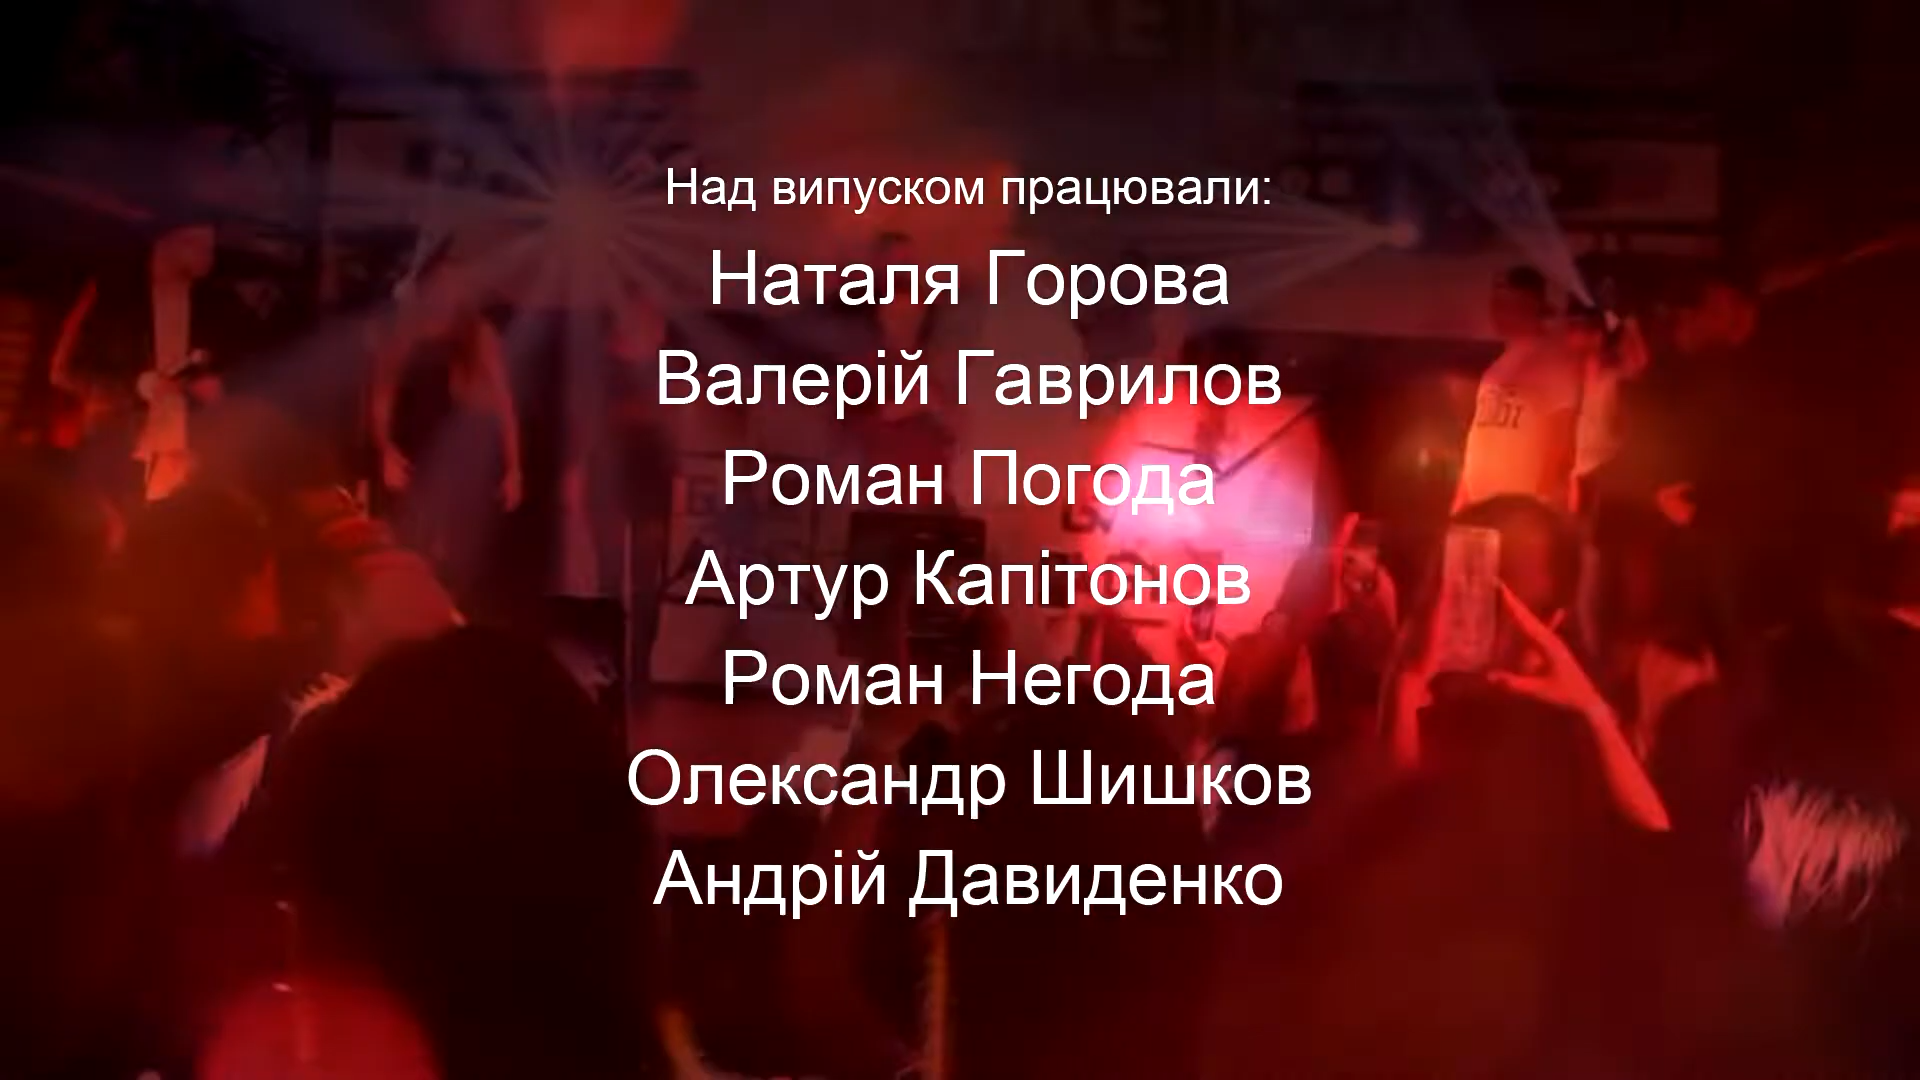 Над випуском працювали:
Наталя Горова
Валерій Гаврилов
Роман Погода
Артур Капітонов
Роман Негода
Олександр Шишков
Андрій Давиденко